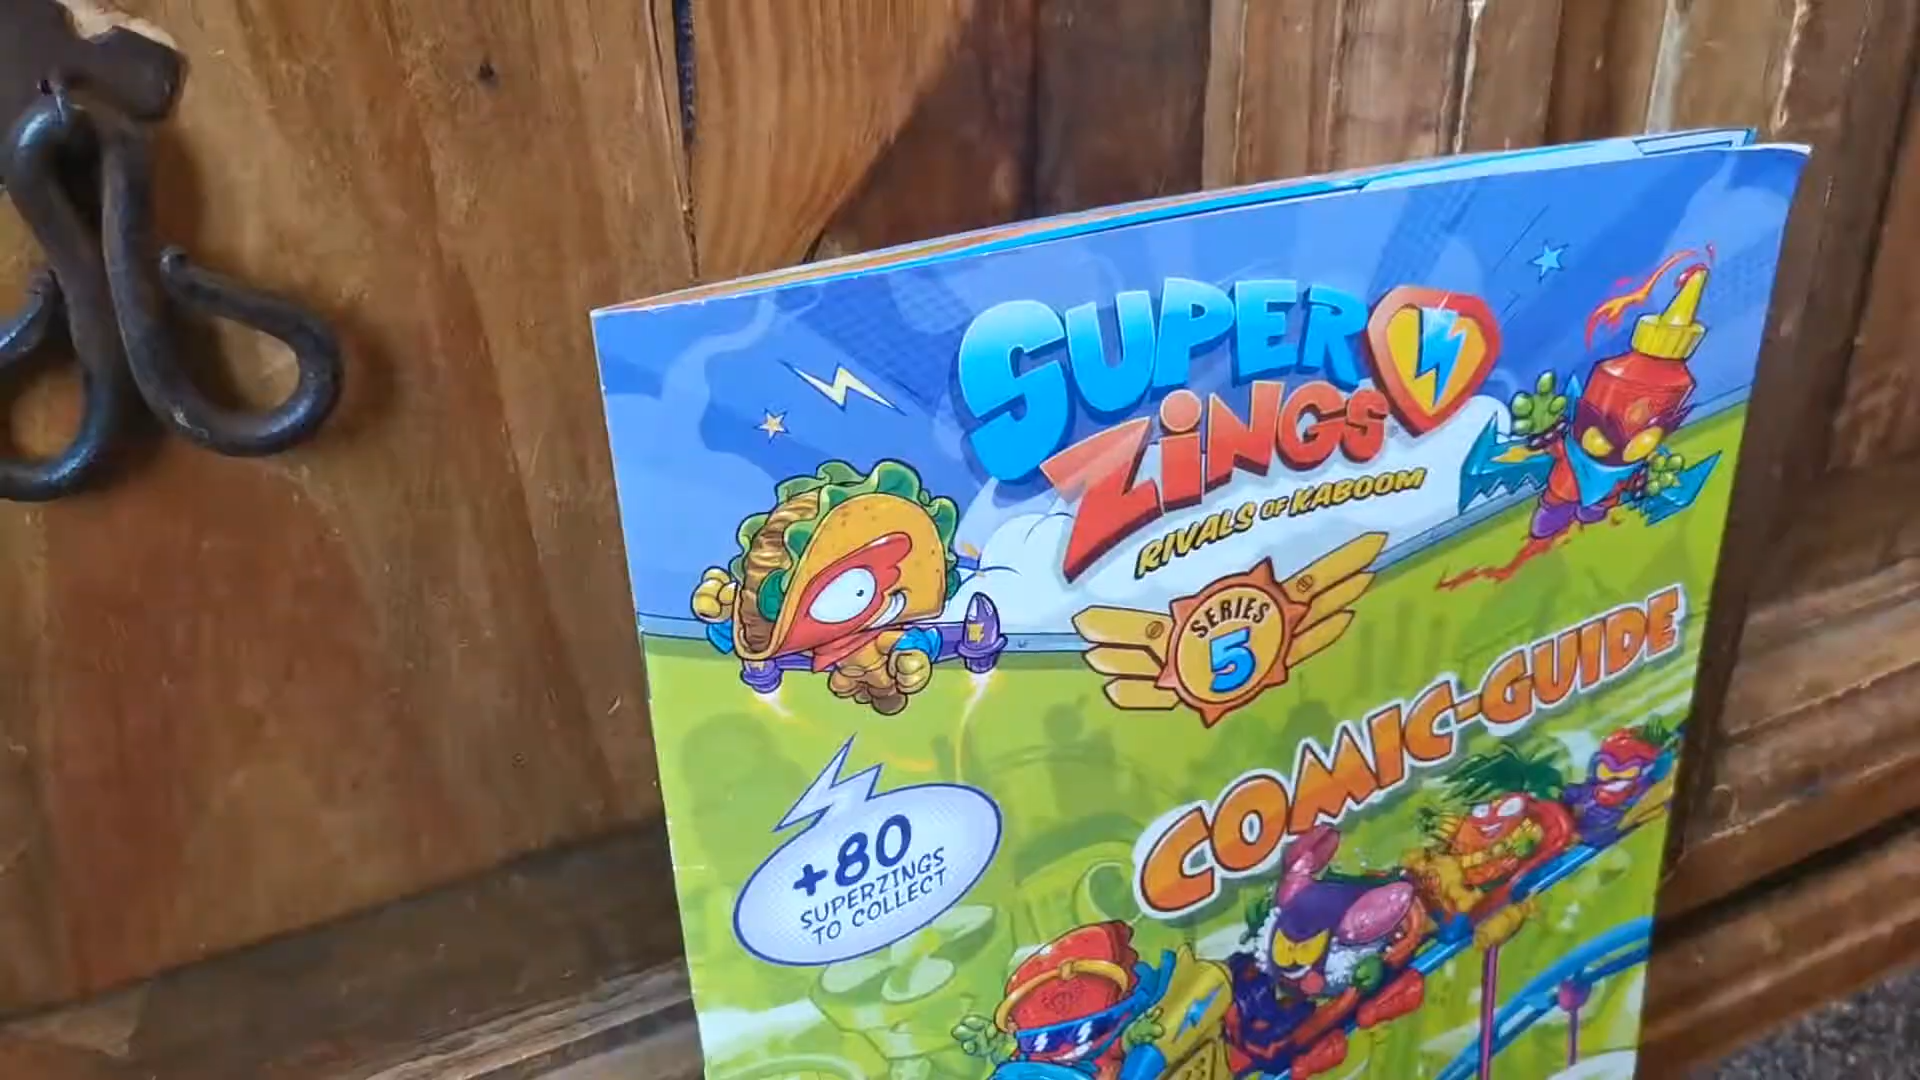 SUPER
ZINGS
RIVALS OF KABOOM
SERIES
5
COMIC-GUIDE
+80
SUPERZINGS
TO COLLECT